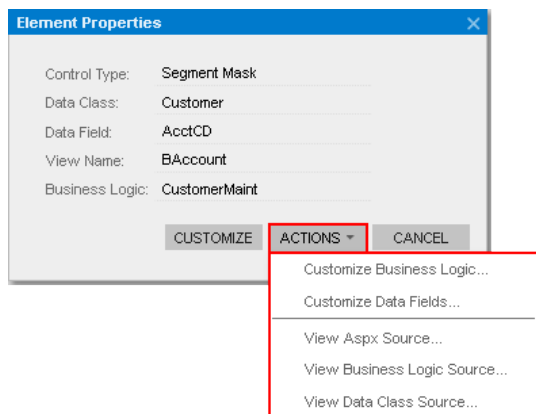 Element Properties
Control Type: Segment Mask
Data Class: Customer
Data Field: AcctCD
View Name: BAccount
Business Logic: CustomerMaint
CUSTOMIZE ACTIONS CANCEL
Customize Business Logic...
Customize Data Fields...
View Aspx Source...
View Business Logic Source...
View Data Class Source...